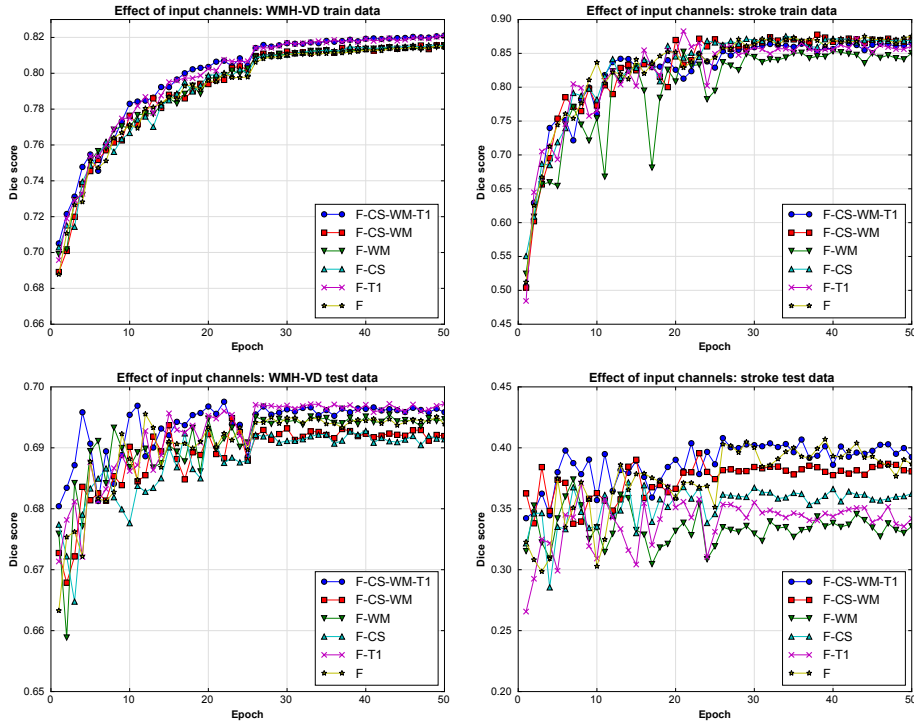 Effect of input channels: WMH-VD train data
0.82
0.80
0.78
0.76
0.74
0.72
0.70
0.68
0.66
Dice score
0 10 20 30 40 50
Epoch
F-CS-WM-T1
F-CS-WM
F-WM
F-CS
F-T1
F
Effect of input channels: stroke train data
0.90
0.85
0.80
0.75
0.70
0.65
0.60
0.55
0.50
0.45
Dice score
0 10 20 30 40 50
Epoch
F-CS-WM-T1
F-CS-WM
F-WM
F-CS
F-T1
F
Effect of input channels: WMH-VD test data
0.70
0.69
0.68
0.67
0.66
0.65
Dice score
0 10 20 30 40 50
Epoch
F-CS-WM-T1
F-CS-WM
F-WM
F-CS
F-T1
F
Effect of input channels: stroke test data
0.45
0.40
0.35
0.30
0.25
0.20
Dice score
0 10 20 30 40 50
Epoch
F-CS-WM-T1
F-CS-WM
F-WM
F-CS
F-T1
F